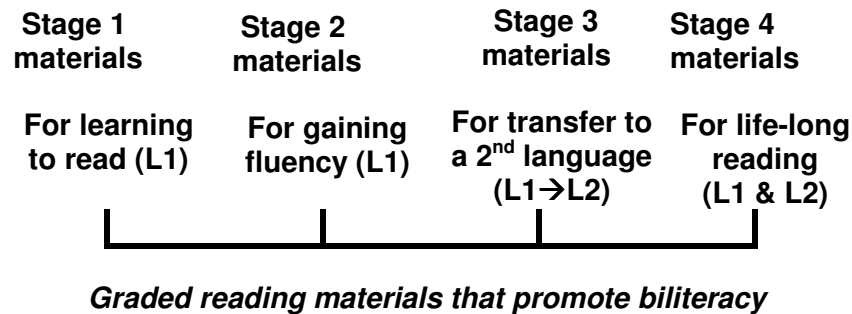 Stage 1
materials
For learning
to read (L1)
Stage 2
materials
For gaining
fluency (L1)
Stage 3
materials
For transfer to
a 2nd language
(L1→L2)
Stage 4
materials
For life-long
reading
(L1 & L2)
Graded reading materials that promote biliteracy